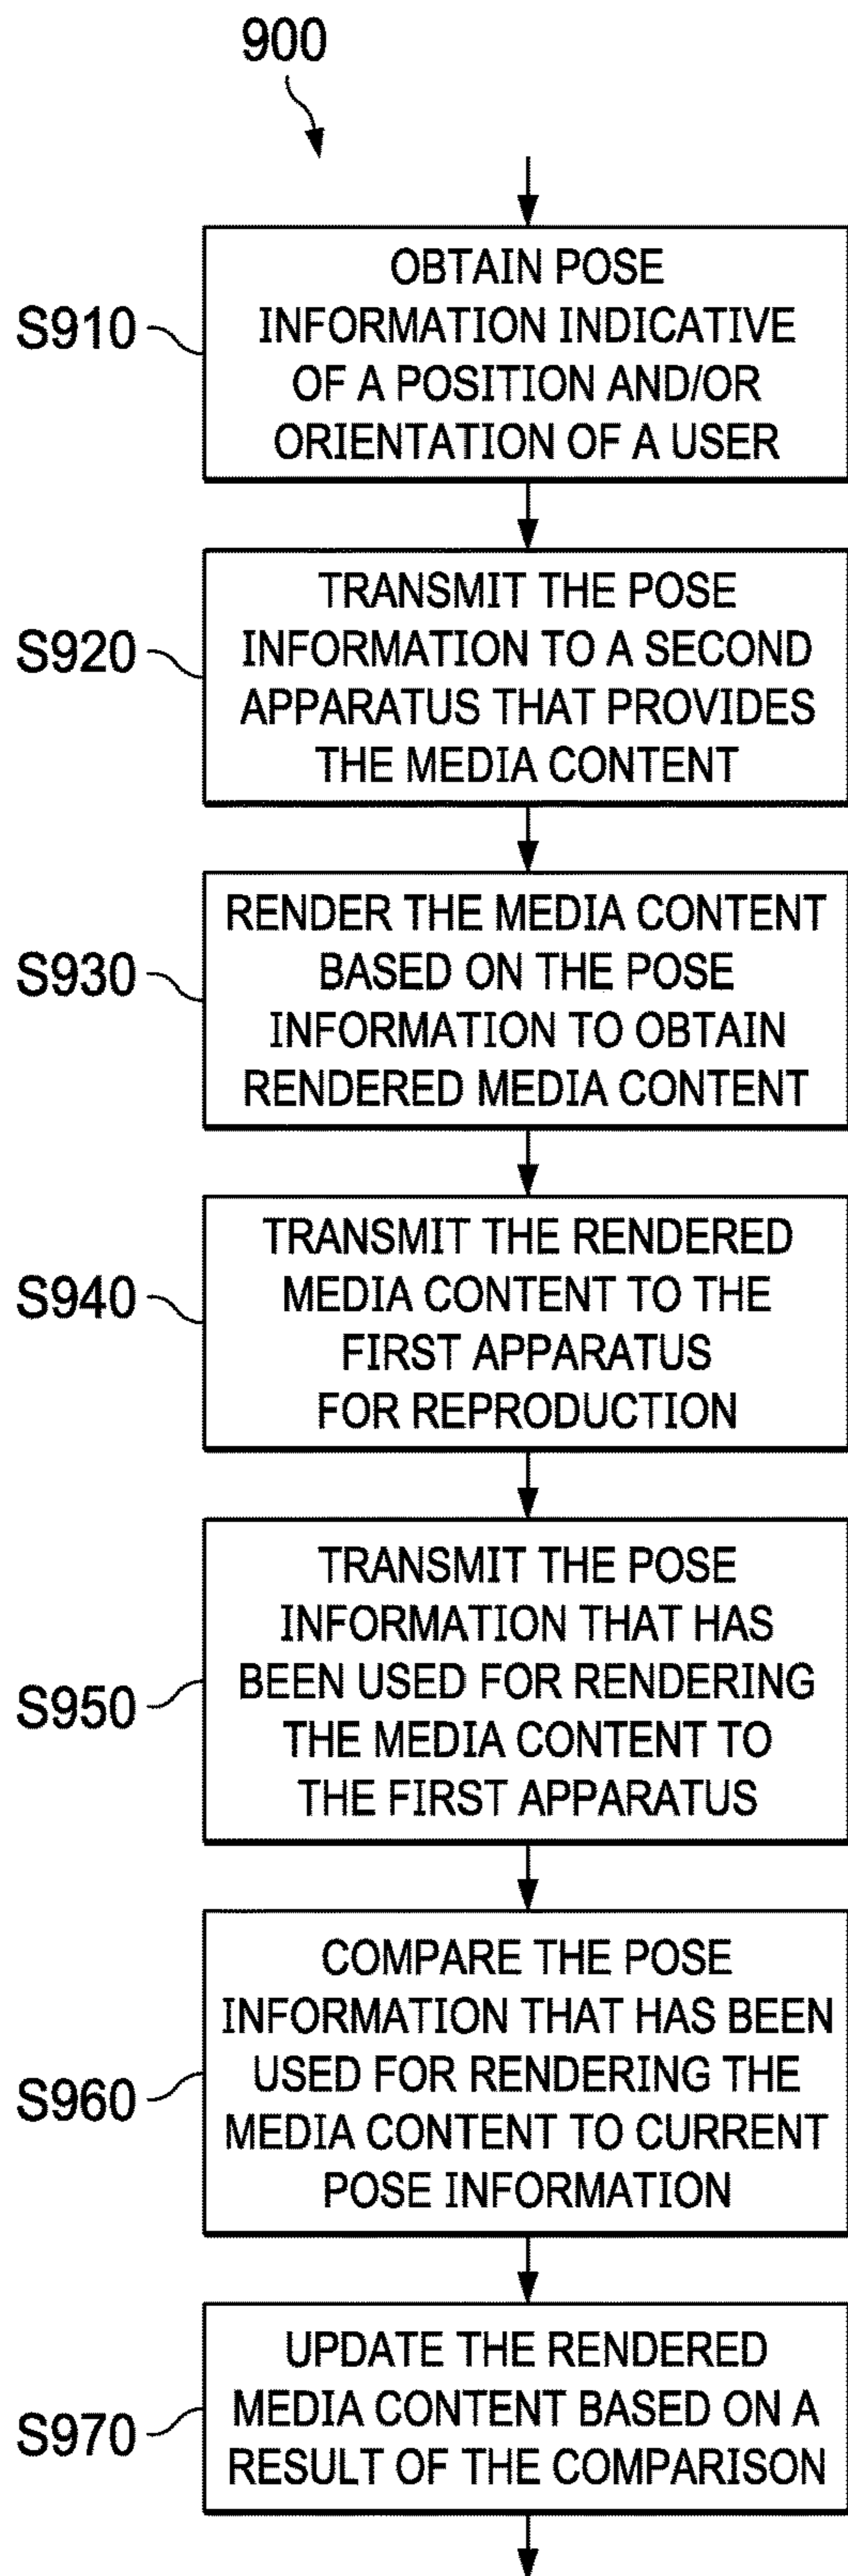 900
S910
OBTAIN POSE
INFORMATION INDICATIVE
OF A POSITION AND/OR
ORIENTATION OF A USER
S920
TRANSMIT THE POSE
INFORMATION TO A SECOND
APPARATUS THAT PROVIDES
THE MEDIA CONTENT
S930
RENDER THE MEDIA CONTENT
BASED ON THE POSE
INFORMATION TO OBTAIN
RENDERED MEDIA CONTENT
S940
TRANSMIT THE RENDERED
MEDIA CONTENT TO THE
FIRST APPARATUS
FOR REPRODUCTION
S950
TRANSMIT THE POSE
INFORMATION THAT HAS
BEEN USED FOR RENDERING
THE MEDIA CONTENT TO
THE FIRST APPARATUS
S960
COMPARE THE POSE
INFORMATION THAT HAS BEEN
USED FOR RENDERING THE
MEDIA CONTENT TO CURRENT
POSE INFORMATION
S970
UPDATE THE RENDERED
MEDIA CONTENT BASED ON A
RESULT OF THE COMPARISON